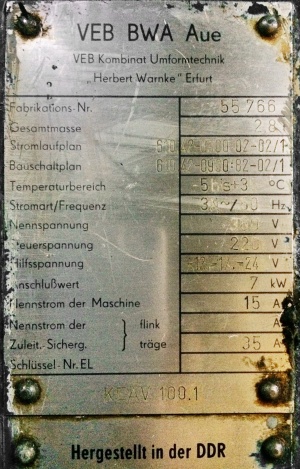 VEB BWA Aue
VEB Kombinat Umformtechnik
„Herbert Warnke" Erfurt
Fabrikations-Nr. 55 766
Gesamtmasse
Stromlaufplan
Bauschaltplan
Temperaturbereich °C
Stromart/Frequenz Hz
Nennspannung V
Steuerspannung 220 V
Hilfsspannung V
Anschlußwert 7 kW
Nennstrom der Maschine 15 A
Nennstrom der } flink A
Zuleit.-Sicherg. träge 35 A
Schlüssel-Nr. EL
100.1
Hergestellt in der DDR